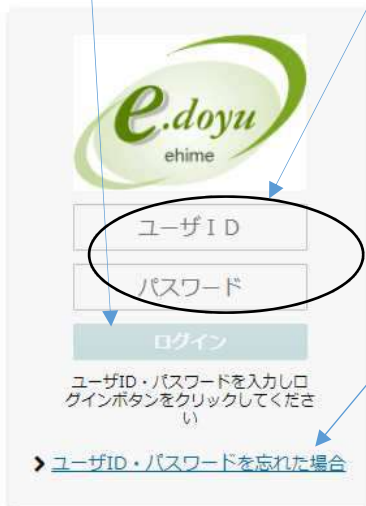 e.doyu
ehime
ユーザＩＤ
パスワード
ログイン
ユーザID・パスワードを入力しロ
グインボタンをクリックしてくださ
い
ユーザID・パスワードを忘れた場合